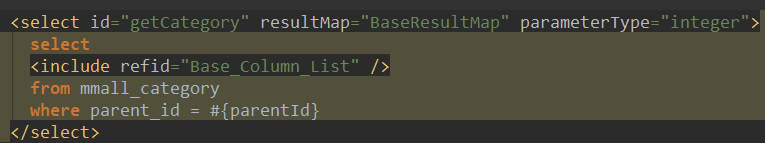 <select id="getCategory" resultMap="BaseResultMap" parameterType="integer">
select
<include refid="Base_Column_List" />
from mmall_category
where parent_id = #{parentId}
</select>